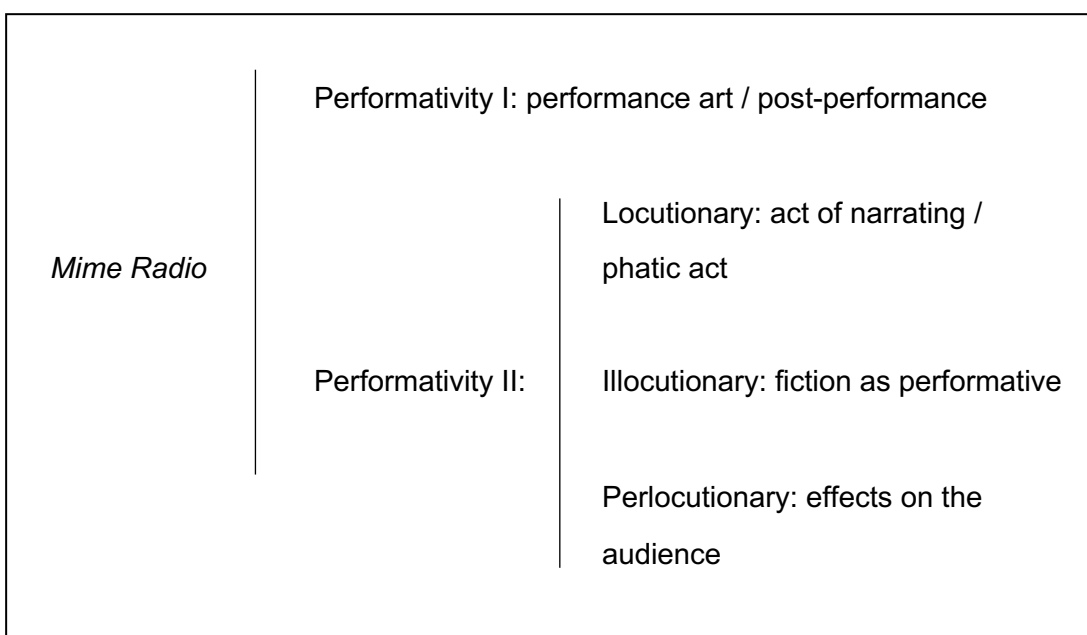 Performativity I: performance art / post-performance
Mime Radio
Performativity II:
Locutionary: act of narrating /
phatic act
Illocutionary: fiction as performative
Perlocutionary: effects on the
audience